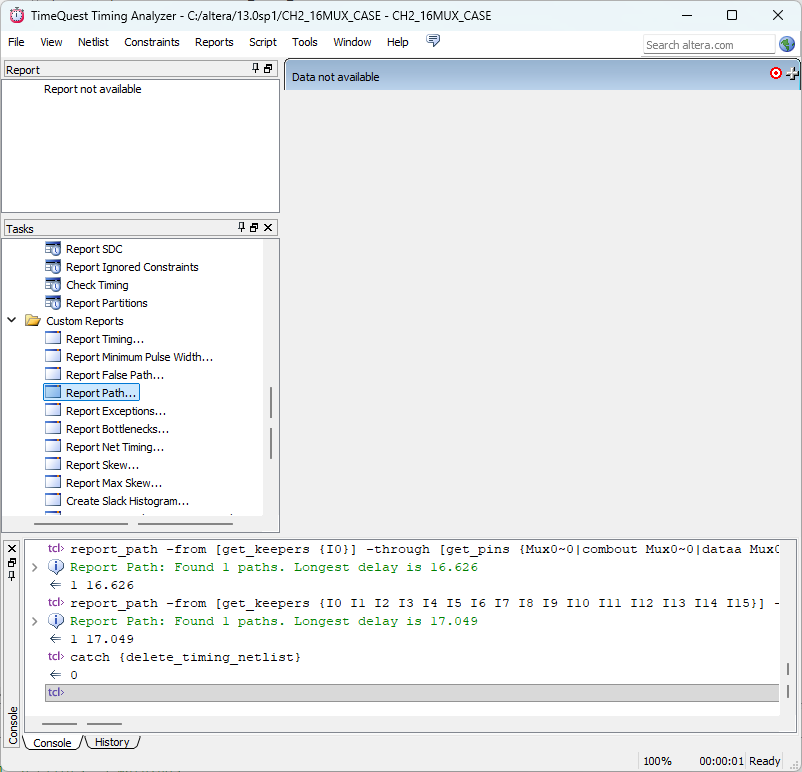 TimeQuest Timing Analyzer - C:/altera/13.0sp1/CH2_16MUX_CASE - CH2_16MUX_CASE
File View Netlist Constraints Reports Script Tools Window Help
Search altera.com
Report
Report not available
Data not available
Tasks
Report SDC
Report Ignored Constraints
Check Timing
Report Partitions
Custom Reports
Report Timing...
Report Minimum Pulse Width...
Report False Path...
Report Path...
Report Exceptions...
Report Bottlenecks...
Report Net Timing...
Report Skew...
Report Max Skew...
Create Slack Histogram...
tcl> report_path -from [get_keepers {I0}] -through [get_pins {Mux0~0|combout Mux0~0|dataa Mux0
Report Path: Found 1 paths. Longest delay is 16.626
1 16.626
tcl> report_path -from [get_keepers {I0 I1 I2 I3 I4 I5 I6 I7 I8 I9 I10 I11 I12 I13 I14 I15}] -
Report Path: Found 1 paths. Longest delay is 17.049
1 17.049
tcl> catch {delete_timing_netlist}
0
tcl>
Console
Console History
100% 00:00:01 Ready